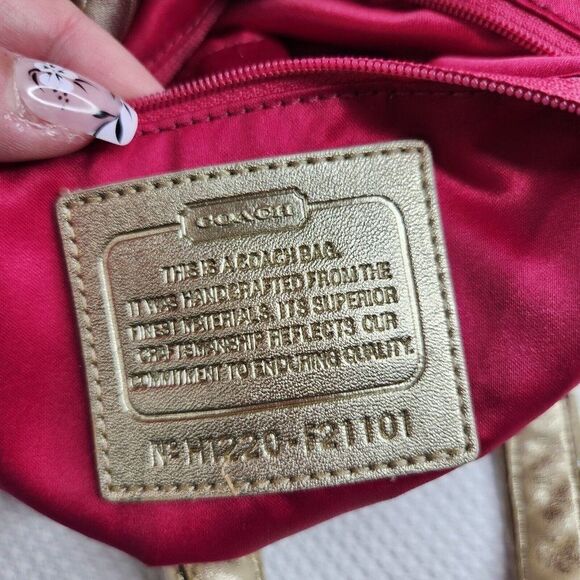 COACH
THIS IS A COACH BAG.
IT WAS HANDCRAFTED FROM THE
FINEST MATERIALS. ITS SUPERIOR
CRAFTSMANSHIP REFLECTS OUR
COMMITMENT TO ENDURING QUALITY.
Nº H1220-F21101